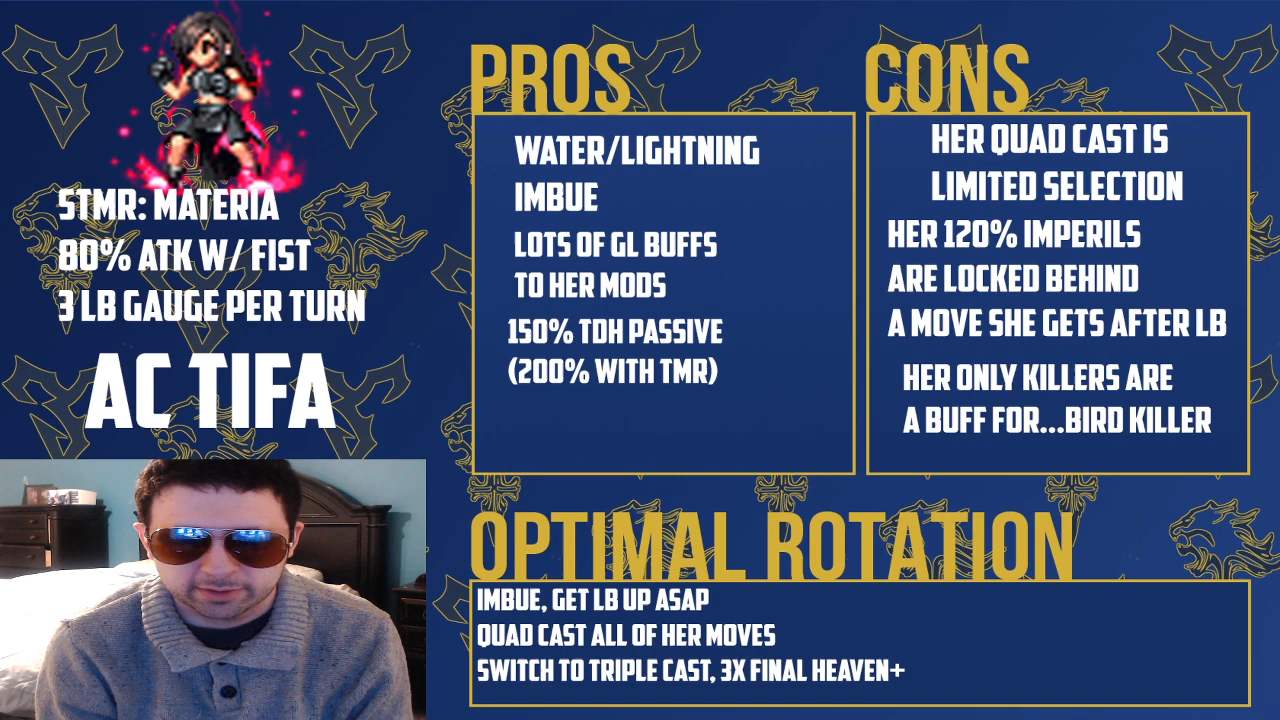 STMR: MATERIA
80% ATK W/ FIST
3 LB GAUGE PER TURN
AC TIFA
PROS
WATER/LIGHTNING
IMBUE
LOTS OF GL BUFFS
TO HER MODS
150% TDH PASSIVE
(200% WITH TMR)
CONS
HER QUAD CAST IS
LIMITED SELECTION
HER 120% IMPERILS
ARE LOCKED BEHIND
A MOVE SHE GETS AFTER LB
HER ONLY KILLERS ARE
A BUFF FOR...BIRD KILLER
OPTIMAL ROTATION
IMBUE, GET LB UP ASAP
QUAD CAST ALL OF HER MOVES
SWITCH TO TRIPLE CAST, 3X FINAL HEAVEN+